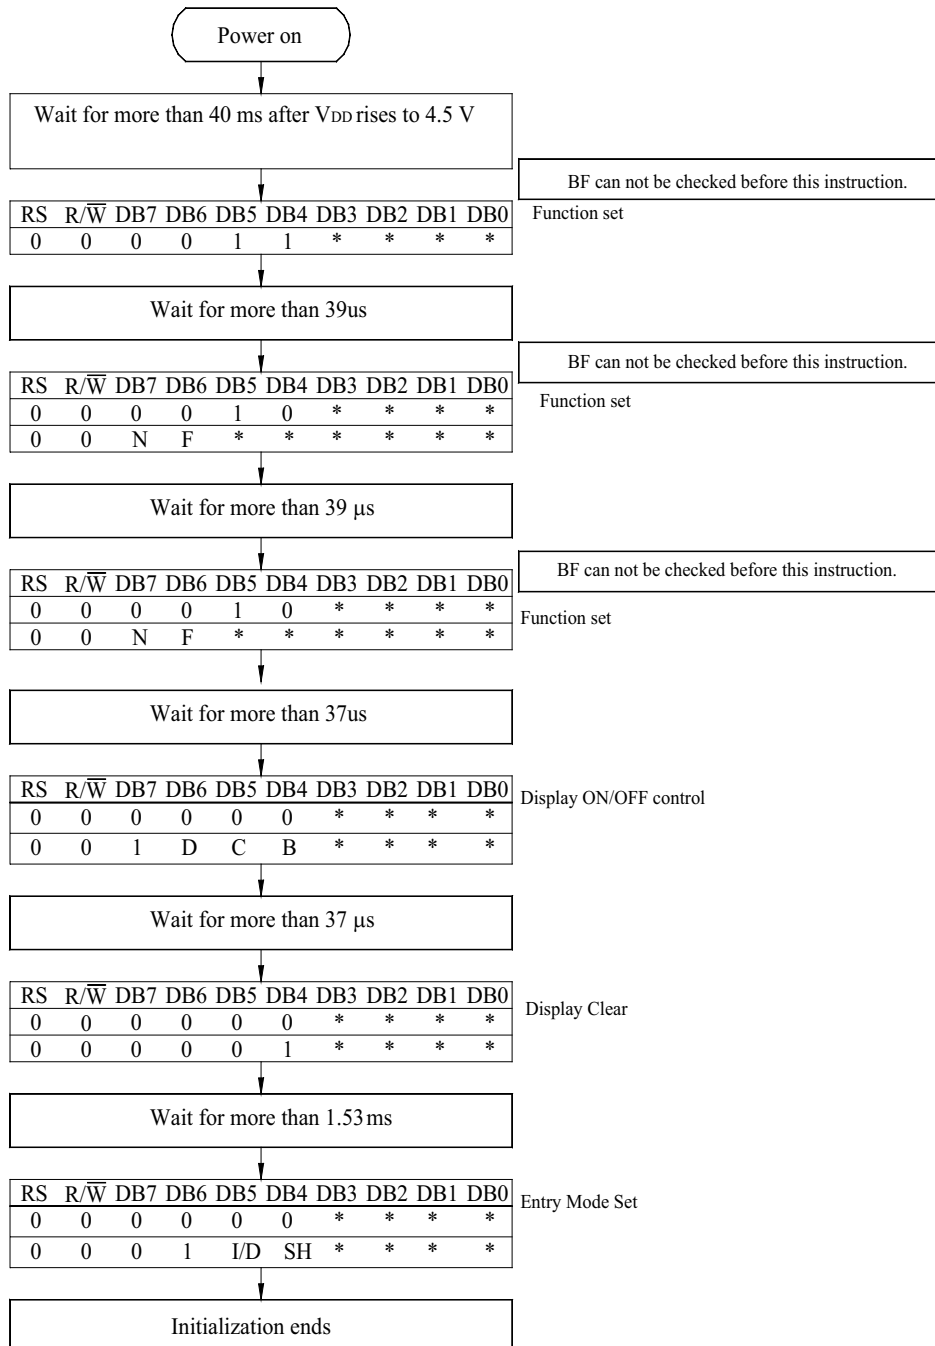 Power on
Wait for more than 40 ms after VDD rises to 4.5 V
BF can not be checked before this instruction.
RS R/W̅ DB7 DB6 DB5 DB4 DB3 DB2 DB1 DB0
Function set
0 0 0 0 1 1 * * * *
Wait for more than 39us
BF can not be checked before this instruction.
RS R/W̅ DB7 DB6 DB5 DB4 DB3 DB2 DB1 DB0
Function set
0 0 0 0 1 0 * * * *
0 0 N F * * * * * *
Wait for more than 39 µs
BF can not be checked before this instruction.
RS R/W̅ DB7 DB6 DB5 DB4 DB3 DB2 DB1 DB0
0 0 0 0 1 0 * * * *
Function set
0 0 N F * * * * * *
Wait for more than 37us
RS R/W̅ DB7 DB6 DB5 DB4 DB3 DB2 DB1 DB0
Display ON/OFF control
0 0 0 0 0 0 * * * *
0 0 1 D C B * * * *
Wait for more than 37 µs
RS R/W̅ DB7 DB6 DB5 DB4 DB3 DB2 DB1 DB0
Display Clear
0 0 0 0 0 0 * * * *
0 0 0 0 0 1 * * * *
Wait for more than 1.53 ms
RS R/W̅ DB7 DB6 DB5 DB4 DB3 DB2 DB1 DB0
Entry Mode Set
0 0 0 0 0 0 * * * *
0 0 0 1 I/D SH * * * *
Initialization ends